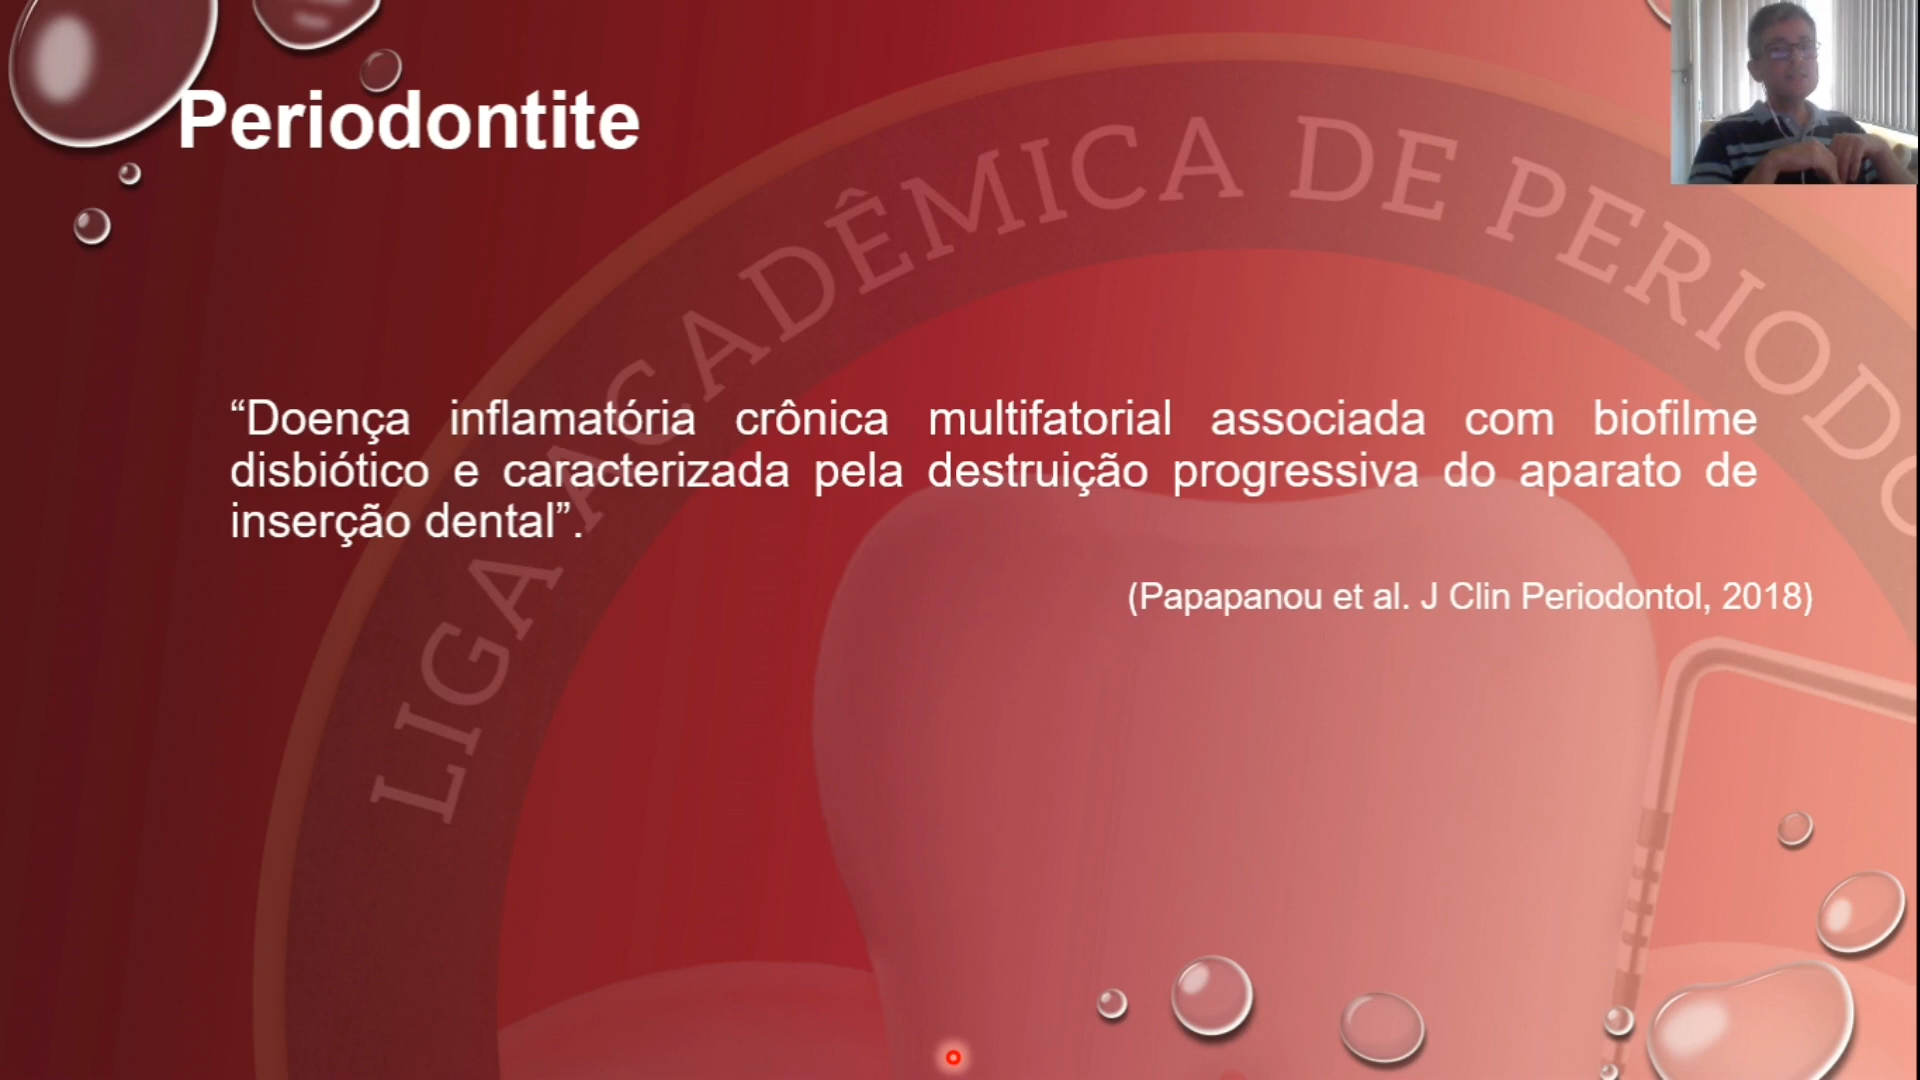 Periodontite
LIGA ACADÊMICA DE PERIODO
“Doença inflamatória crônica multifatorial associada com biofilme
disbiótico e caracterizada pela destruição progressiva do aparato de
inserção dental”.
(Papapanou et al. J Clin Periodontol, 2018)